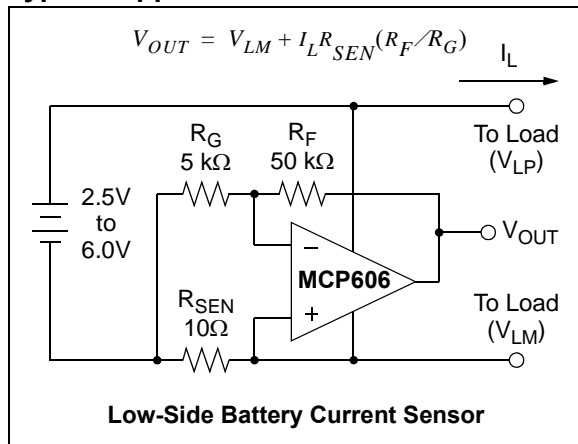 V_OUT = V_LM + I_L R_SEN (R_F / R_G)
I_L
R_G
5 kΩ
R_F
50 kΩ
To Load
(V_LP)
2.5V
to
6.0V
−
MCP606
+
V_OUT
R_SEN
10Ω
To Load
(V_LM)
Low-Side Battery Current Sensor